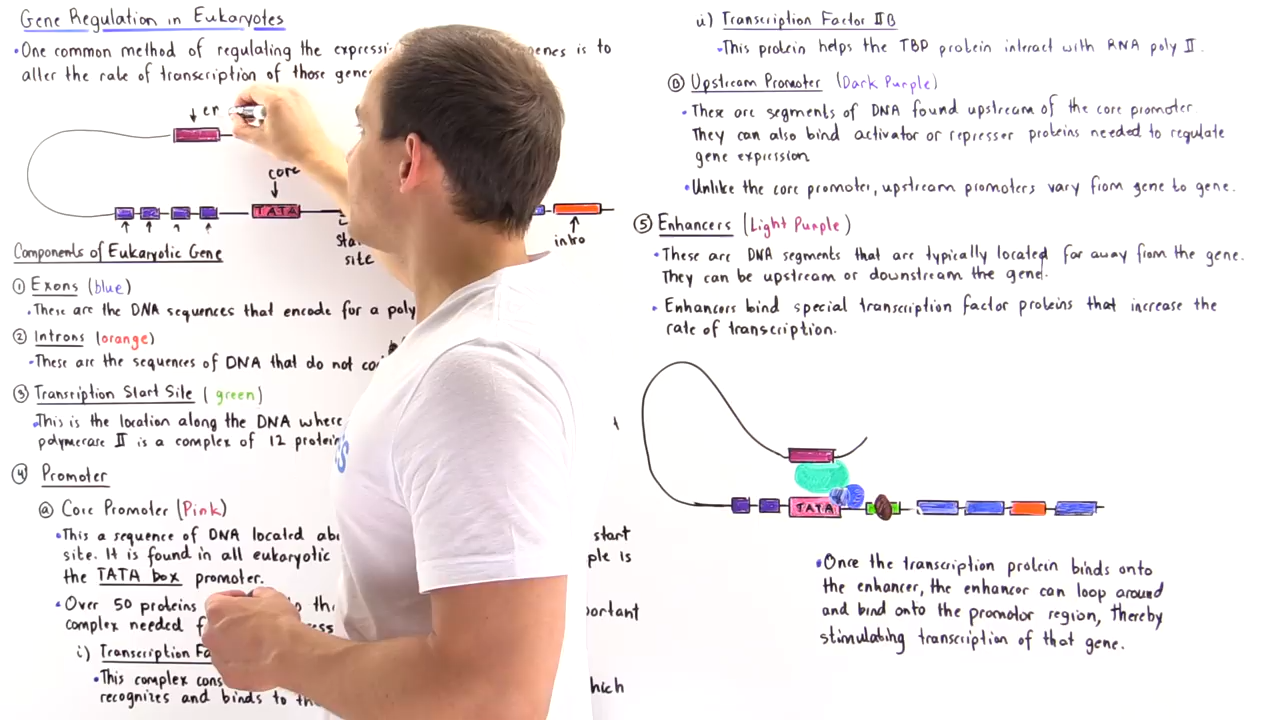 Gene Regulation in Eukaryotes
• One common method of regulating the expressi enes is to
alter the rate of transcription of those gene
↓ en
core
TATA
sta
site
intro
Components of Eukaryotic Gene
① Exons (blue)
• These are the DNA sequences that encode for a poly
② Introns (orange)
• These are the sequences of DNA that do not co
③ Transcription Start Site (green)
• This is the location along the DNA where
polymerase II is a complex of 12 protein
④ Promoter
ⓐ Core Promoter (Pink)
• This a sequence of DNA located ab start
site. It is found in all eukaryotic ple is
the TATA box promoter.
• Over 50 proteins th portant
complex needed f ess
i) Transcription Fa
• This complex cons hich
recognizes and binds to th
ii) Transcription Factor IIB
• This protein helps the TBP protein interact with RNA poly II.
Ⓑ Upstream Promoter (Dark Purple)
• These are segments of DNA found upstream of the core promoter.
They can also bind activator or represser proteins needed to regulate
gene expression
• Unlike the core promoter, upstream promoters vary from gene to gene.
⑤ Enhancers (Light Purple)
• These are DNA segments that are typically located far away from the gene.
They can be upstream or downstream the gene.
• Enhancers bind special transcription factor proteins that increase the
rate of transcription.
TATA
• Once the transcription protein binds onto
the enhancer, the enhancer can loop around
and bind onto the promotor region, thereby
stimulating transcription of that gene.